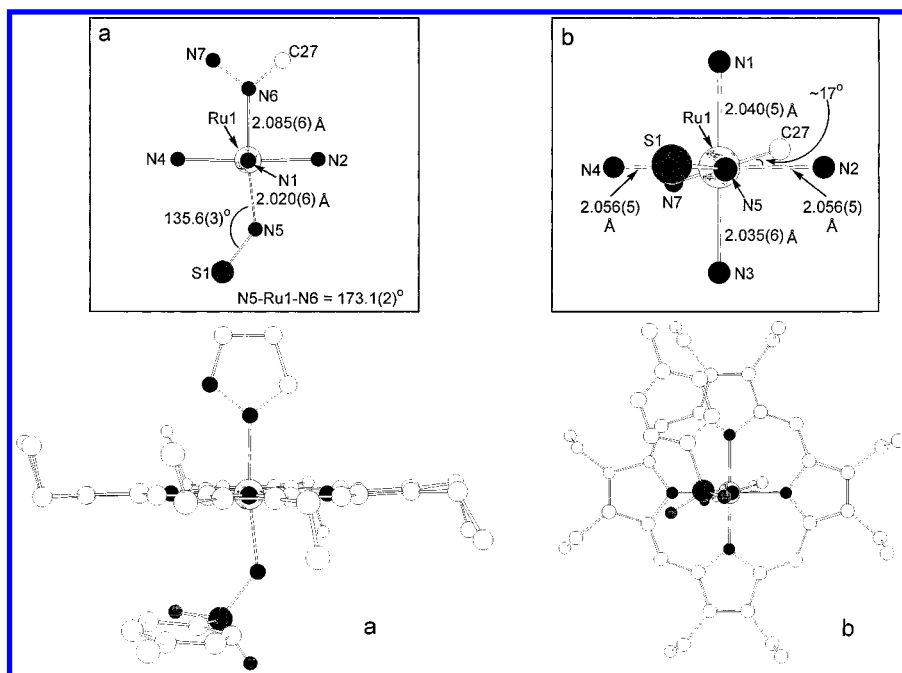 a
N7
C27
N6
Ru1
2.085(6) Å
N4
N2
N1
2.020(6) Å
135.6(3)°
N5
S1
N5-Ru1-N6 = 173.1(2)°
b
N1
~17°
2.040(5) Å
Ru1
C27
S1
N4
N2
N7
N5
2.056(5)
Å
2.056(5)
Å
2.035(6) Å
N3
a
b